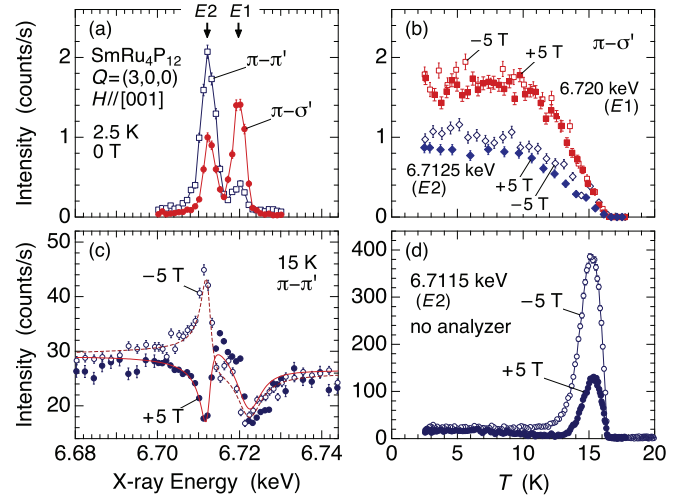 (a)
E2 E1
SmRu₄P₁₂
Q=(3,0,0)
H//[001]
2.5 K
0 T
π−π'
π−σ'
Intensity (counts/s)
2
1
0
(b)
−5 T
+5 T
π−σ'
6.720 keV
(E1)
6.7125 keV
(E2)
+5 T
−5 T
2
1
0
(c)
15 K
π−π'
−5 T
+5 T
Intensity (counts/s)
50
40
30
20
6.68 6.70 6.72 6.74
X-ray Energy (keV)
(d)
6.7115 keV
(E2)
no analyzer
−5 T
+5 T
400
300
200
100
0
0 5 10 15 20
T (K)